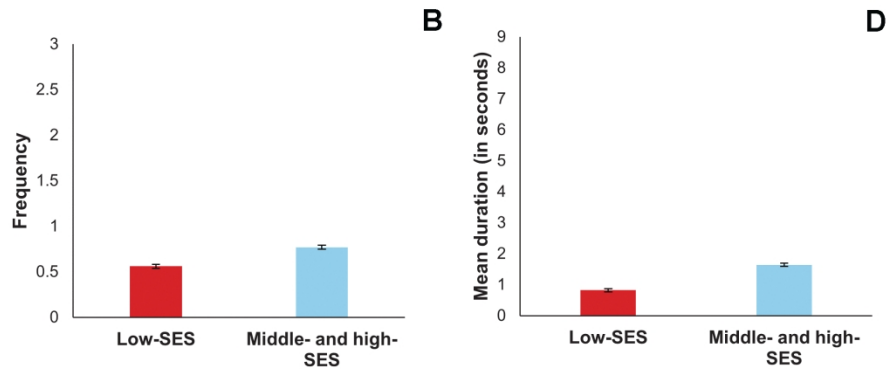 B
Frequency
3
2.5
2
1.5
1
0.5
0
Low-SES
Middle- and high-
SES
D
Mean duration (in seconds)
9
8
7
6
5
4
3
2
1
0
Low-SES
Middle- and high-
SES